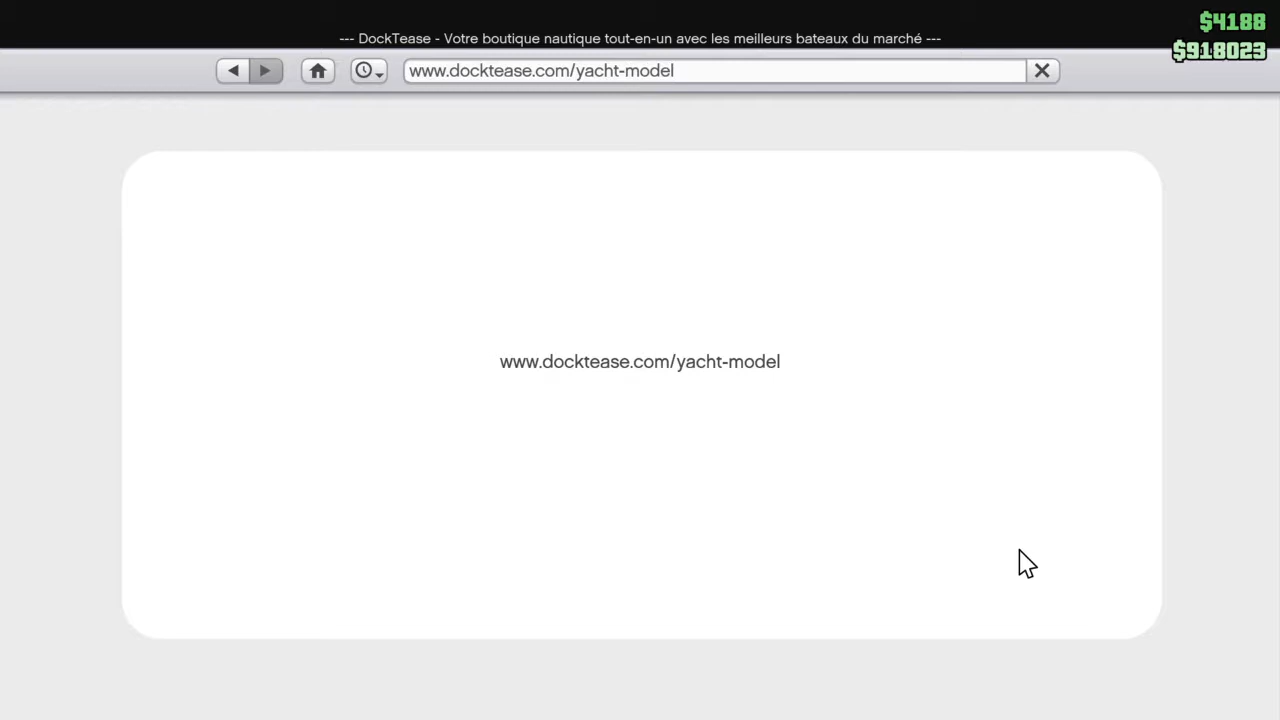 $4188
--- DockTease - Votre boutique nautique tout-en-un avec les meilleurs bateaux du marché ---
$918023
www.docktease.com/yacht-model
www.docktease.com/yacht-model